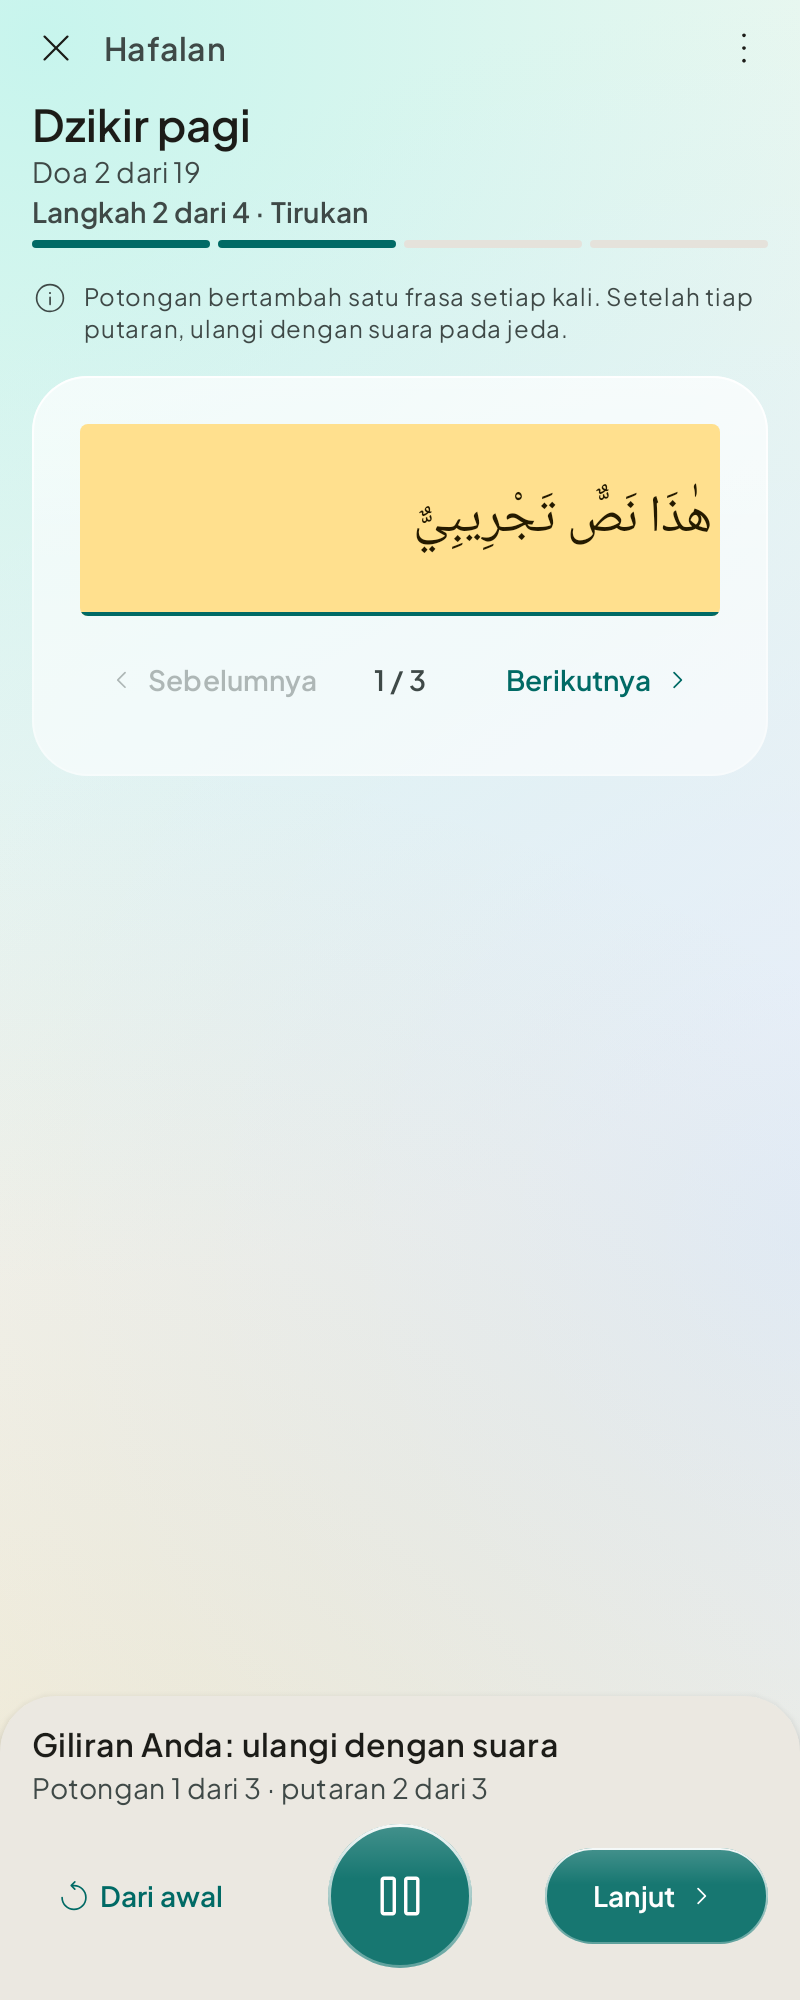 Hafalan
Dzikir pagi
Doa 2 dari 19
Langkah 2 dari 4 · Tirukan
Potongan bertambah satu frasa setiap kali. Setelah tiap
putaran, ulangi dengan suara pada jeda.
هٰذَا نَصٌّ تَجْرِيبِيٌّ
Sebelumnya 1 / 3 Berikutnya
Giliran Anda: ulangi dengan suara
Potongan 1 dari 3 · putaran 2 dari 3
Dari awal Lanjut